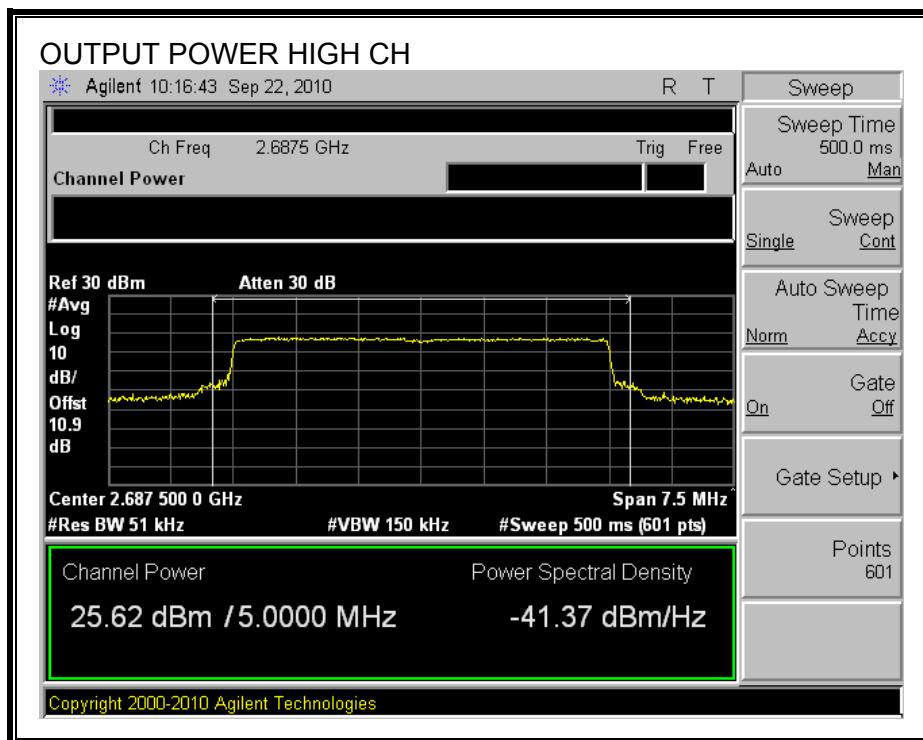 OUTPUT POWER HIGH CH
Agilent 10:16:43 Sep 22, 2010 R T
Sweep
Ch Freq 2.6875 GHz Trig Free
Channel Power
Sweep Time
500.0 ms
Auto Man
Sweep
Single Cont
Auto Sweep
Time
Norm Accy
Gate
On Off
Gate Setup
Points
601
Ref 30 dBm Atten 30 dB
#Avg
Log
10
dB/
Offst
10.9
dB
Center 2.687 500 0 GHz Span 7.5 MHz
#Res BW 51 kHz #VBW 150 kHz #Sweep 500 ms (601 pts)
Channel Power Power Spectral Density
25.62 dBm / 5.0000 MHz -41.37 dBm/Hz
Copyright 2000-2010 Agilent Technologies